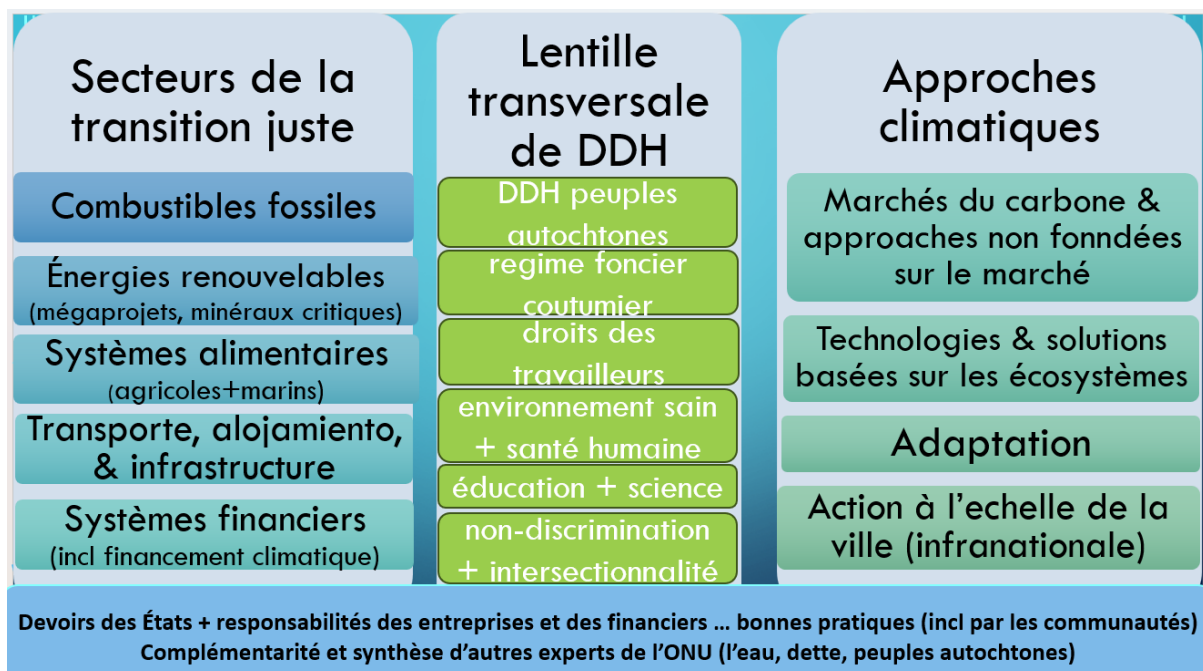 Secteurs de la
transition juste
Combustibles fossiles
Énergies renouvelables
(mégaprojets, minéraux critiques)
Systèmes alimentaires
(agricoles+marins)
Transporte, alojamiento,
& infrastructure
Systèmes financiers
(incl financement climatique)
Lentille
transversale
de DDH
DDH peuples
autochtones
regime foncier
coutumier
droits des
travailleurs
environnement sain
+ santé humaine
éducation + science
non-discrimination
+ intersectionnalité
Approches
climatiques
Marchés du carbone &
approaches non fonndées
sur le marché
Technologies & solutions
basées sur les écosystèmes
Adaptation
Action à l'echelle de la
ville (infranationale)
Devoirs des États + responsabilités des entreprises et des financiers ... bonnes pratiques (incl par les communautés)
Complémentarité et synthèse d'autres experts de l'ONU (l'eau, dette, peuples autochtones)